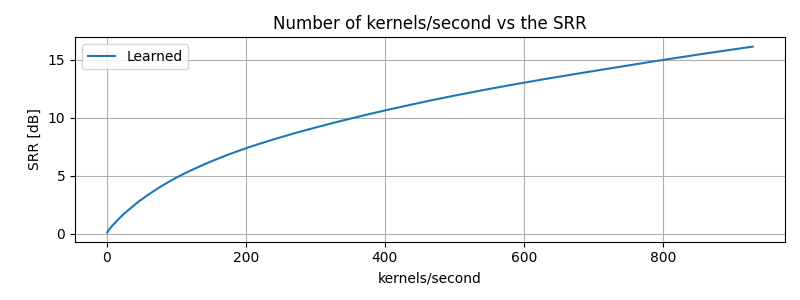 Number of kernels/second vs the SRR
Learned
SRR [dB]
15
10
5
0
0 200 400 600 800
kernels/second